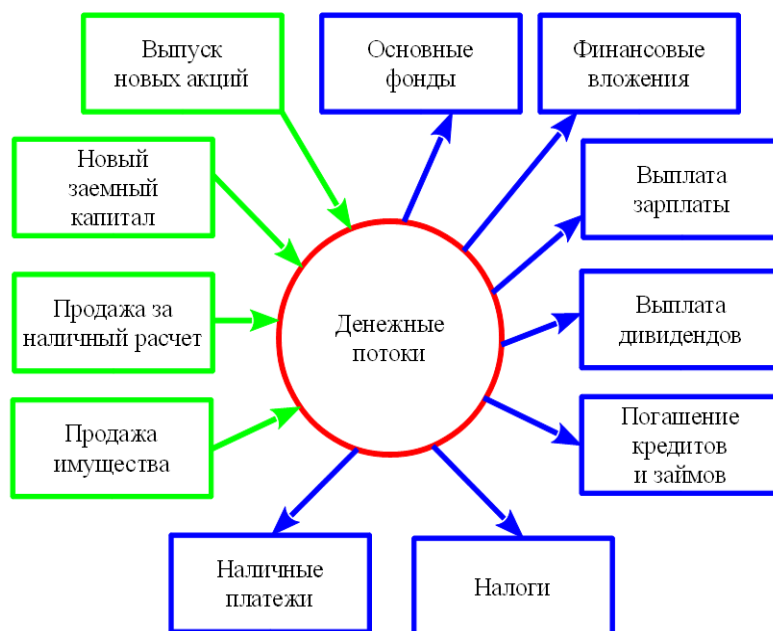 Выпуск
новых акций
Основные
фонды
Финансовые
вложения
Новый
заемный
капитал
Выплата
зарплаты
Продажа за
наличный расчет
Денежные
потоки
Выплата
дивидендов
Продажа
имущества
Погашение
кредитов
и займов
Наличные
платежи
Налоги